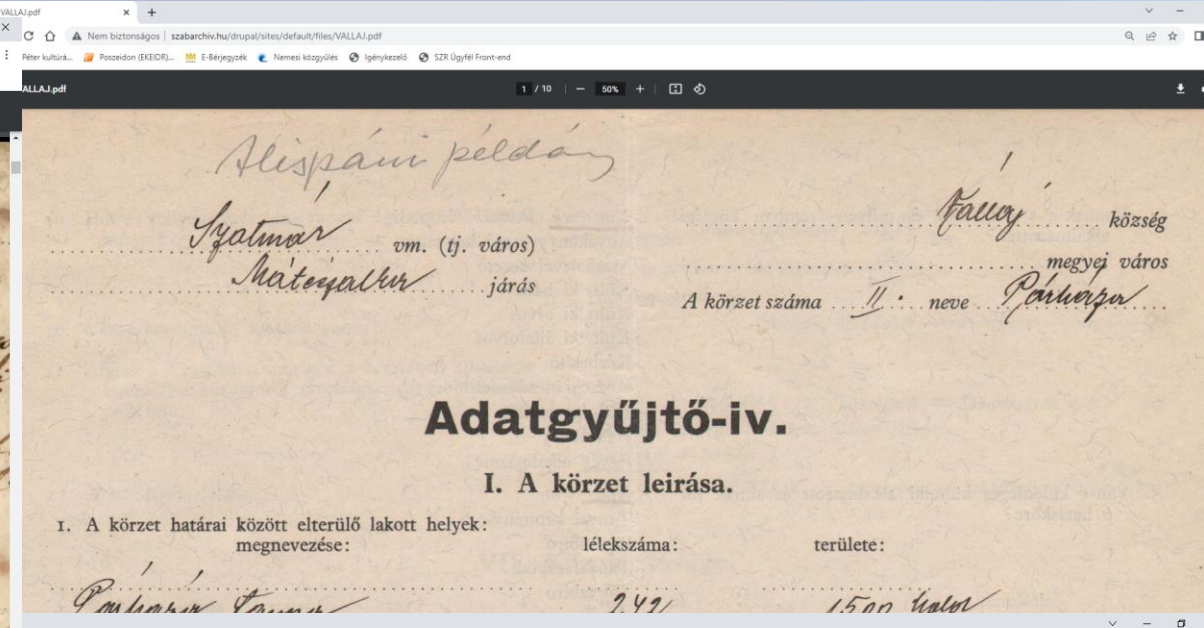 VALLAJ.pdf
Nem biztonságos | szabarchiv.hu/drupal/sites/default/files/VALLAJ.pdf
Péter kultúrá... Poszeidon (EKEIDR)... E-Bérjegyzék Nemesi közgyűlés Igénykezelő SZR Ügyfél Front-end
ALLAJ.pdf 1 / 10 | − 50% +
Alispáni példány
Szatmár vm. (tj. város)
Vállaj község
Mátészalka járás
megyei város
A körzet száma II. neve
Adatgyűjtő-iv.
I. A körzet leirása.
1. A körzet határai között elterülő lakott helyek:
megnevezése: lélekszáma: területe:
tanya 242 1500 hold